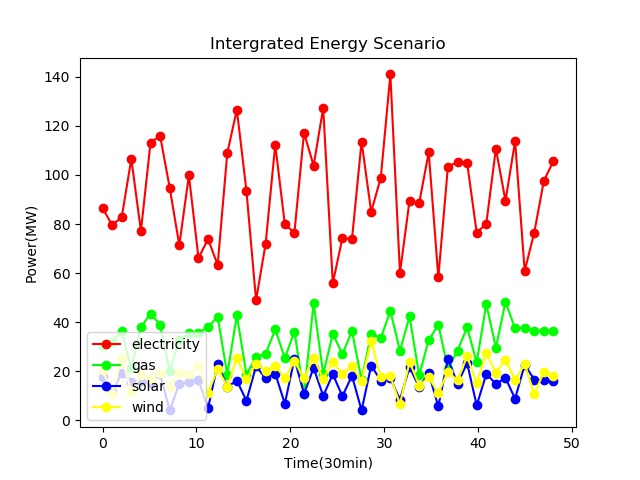 Intergrated Energy Scenario
Power(MW)
140
120
100
80
60
40
20
0
electricity
gas
solar
wind
0 10 20 30 40 50
Time(30min)